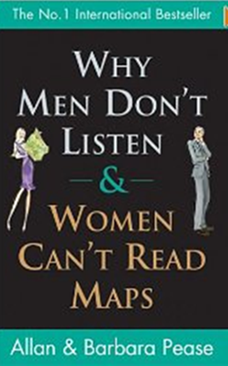 The No.1 International Bestseller
WHY
MEN DON'T
LISTEN
&
WOMEN
CAN'T READ
MAPS
Allan & Barbara Pease